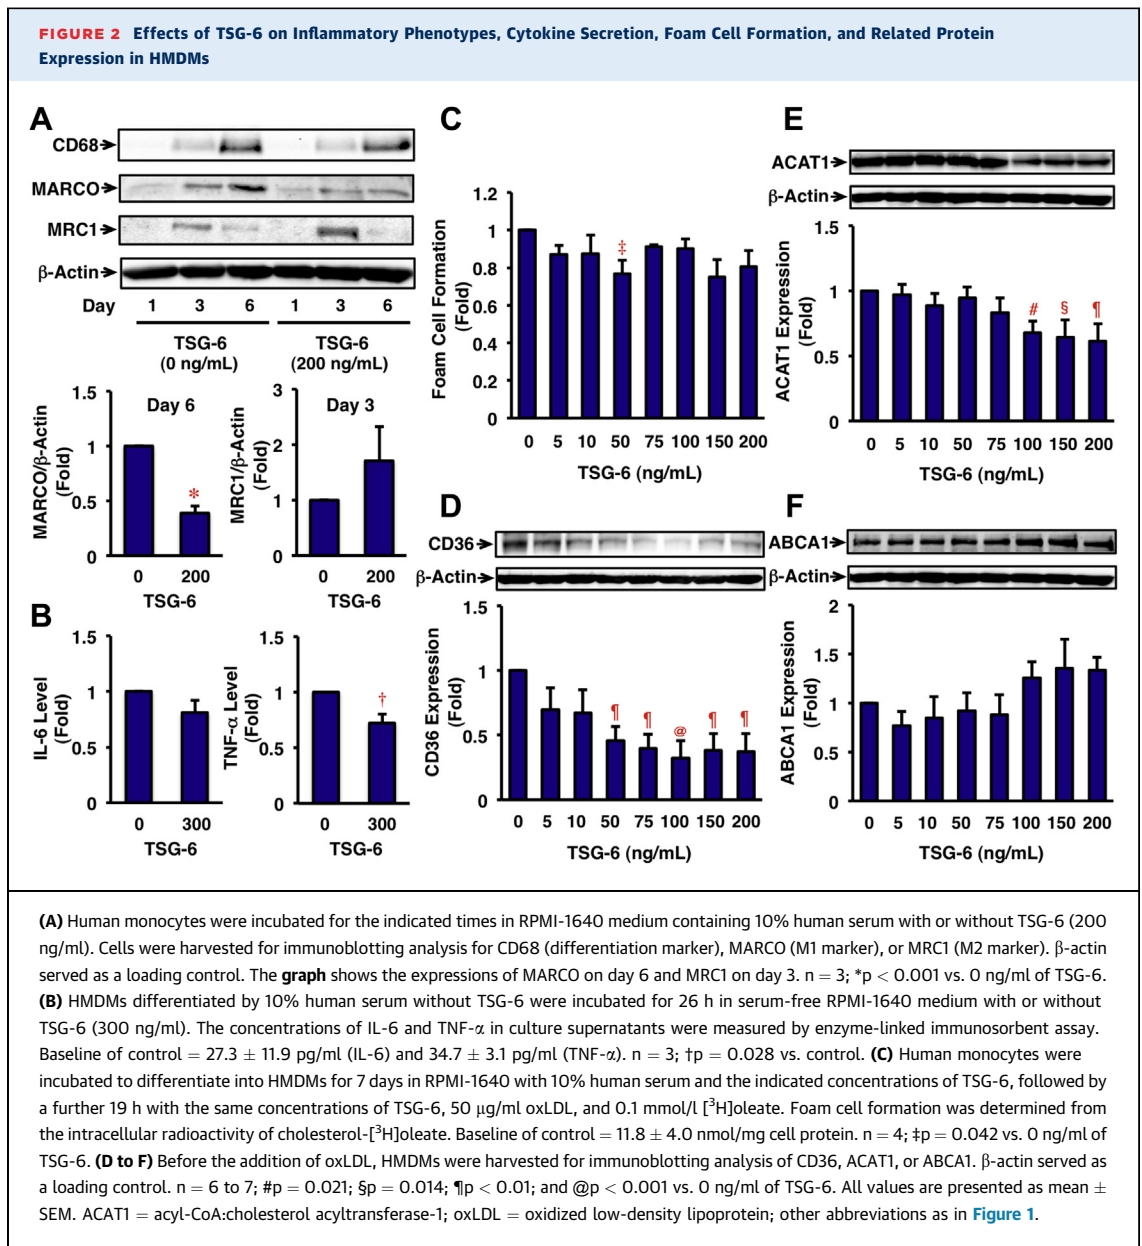 FIGURE 2 Effects of TSG-6 on Inflammatory Phenotypes, Cytokine Secretion, Foam Cell Formation, and Related Protein
Expression in HMDMs
A
CD68
MARCO
MRC1
β-Actin
Day 1 3 6 1 3 6
TSG-6 TSG-6
(0 ng/mL) (200 ng/mL)
MARCO/β-Actin
(Fold)
1.5
1
0.5
0
Day 6
*
0 200
TSG-6
MRC1/β-Actin
(Fold)
3
2
1
0
Day 3
0 200
TSG-6
B
IL-6 Level
(Fold)
1.5
1
0.5
0
0 300
TSG-6
TNF-α Level
(Fold)
1.5
1
0.5
0
†
0 300
TSG-6
C
Foam Cell Formation
(Fold)
1.2
1
0.8
0.6
0.4
0.2
0
‡
0 5 10 50 75 100 150 200
TSG-6 (ng/mL)
D
CD36
β-Actin
CD36 Expression
(Fold)
1.5
1
0.5
0
¶ ¶ @ ¶ ¶
0 5 10 50 75 100 150 200
TSG-6 (ng/mL)
E
ACAT1
β-Actin
ACAT1 Expression
(Fold)
1.5
1
0.5
0
# § ¶
0 5 10 50 75 100 150 200
TSG-6 (ng/mL)
F
ABCA1
β-Actin
ABCA1 Expression
(Fold)
2
1.5
1
0.5
0
0 5 10 50 75 100 150 200
TSG-6 (ng/mL)
(A) Human monocytes were incubated for the indicated times in RPMI-1640 medium containing 10% human serum with or without TSG-6 (200
ng/ml). Cells were harvested for immunoblotting analysis for CD68 (differentiation marker), MARCO (M1 marker), or MRC1 (M2 marker). β-actin
served as a loading control. The graph shows the expressions of MARCO on day 6 and MRC1 on day 3. n = 3; *p < 0.001 vs. 0 ng/ml of TSG-6.
(B) HMDMs differentiated by 10% human serum without TSG-6 were incubated for 26 h in serum-free RPMI-1640 medium with or without
TSG-6 (300 ng/ml). The concentrations of IL-6 and TNF-α in culture supernatants were measured by enzyme-linked immunosorbent assay.
Baseline of control = 27.3 ± 11.9 pg/ml (IL-6) and 34.7 ± 3.1 pg/ml (TNF-α). n = 3; †p = 0.028 vs. control. (C) Human monocytes were
incubated to differentiate into HMDMs for 7 days in RPMI-1640 with 10% human serum and the indicated concentrations of TSG-6, followed by
a further 19 h with the same concentrations of TSG-6, 50 μg/ml oxLDL, and 0.1 mmol/l [³H]oleate. Foam cell formation was determined from
the intracellular radioactivity of cholesterol-[³H]oleate. Baseline of control = 11.8 ± 4.0 nmol/mg cell protein. n = 4; ‡p = 0.042 vs. 0 ng/ml of
TSG-6. (D to F) Before the addition of oxLDL, HMDMs were harvested for immunoblotting analysis of CD36, ACAT1, or ABCA1. β-actin served as
a loading control. n = 6 to 7; #p = 0.021; §p = 0.014; ¶p < 0.01; and @p < 0.001 vs. 0 ng/ml of TSG-6. All values are presented as mean ±
SEM. ACAT1 = acyl-CoA:cholesterol acyltransferase-1; oxLDL = oxidized low-density lipoprotein; other abbreviations as in Figure 1.